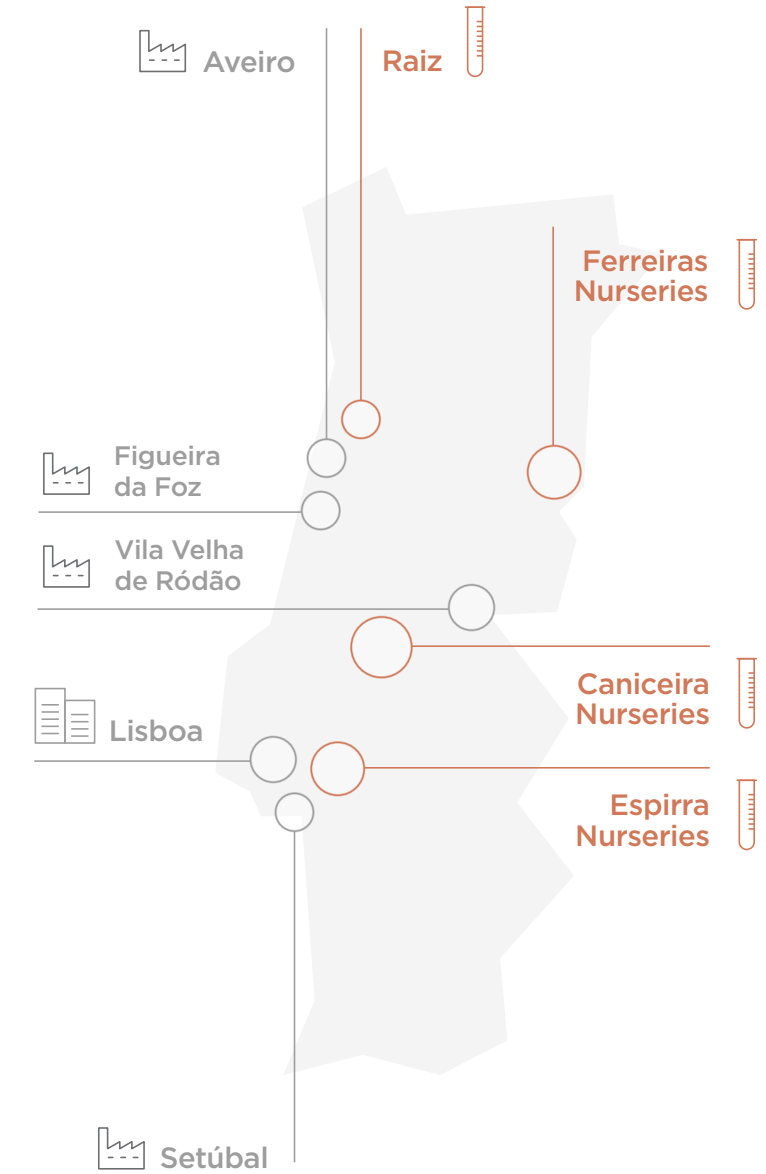 Aveiro
Raiz
Ferreiras
Nurseries
Figueira
da Foz
Vila Velha
de Ródão
Caniceira
Nurseries
Lisboa
Espirra
Nurseries
Setúbal